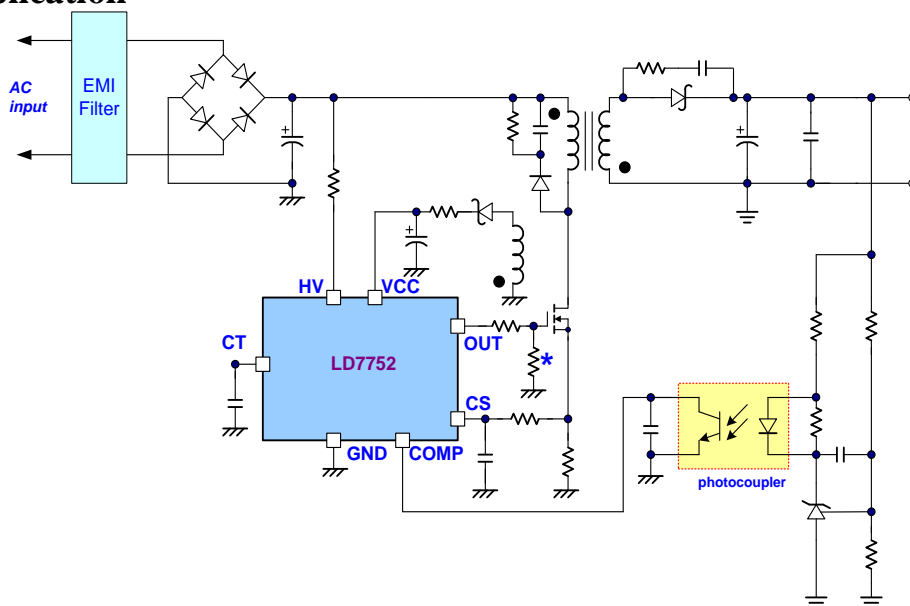 AC
input
EMI
Filter
HV
VCC
CT
OUT
*
LD7752
CS
GND
COMP
photocoupler